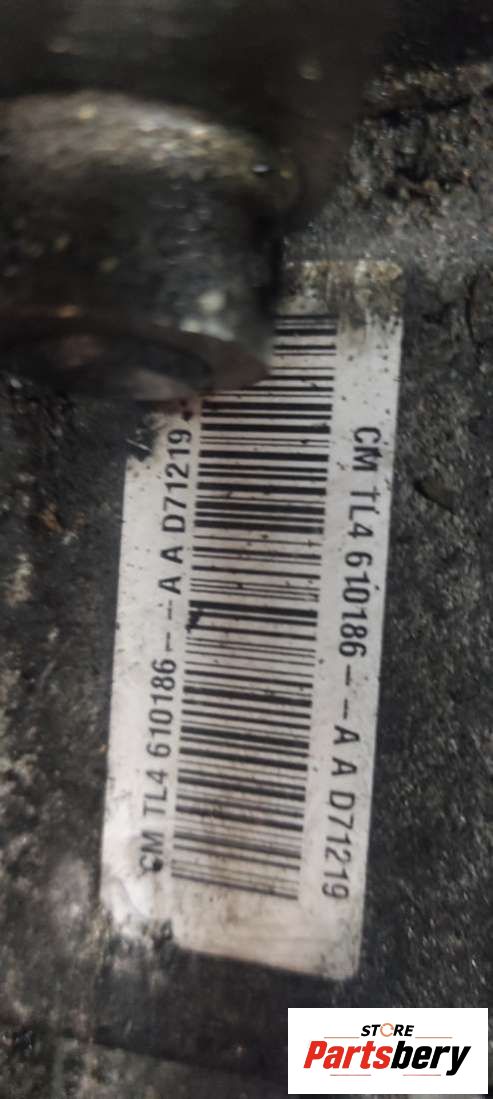 CM TL4 610186 -- A A D71219
CM TL4 610186 -- A A D71219
STORE
Partsbery